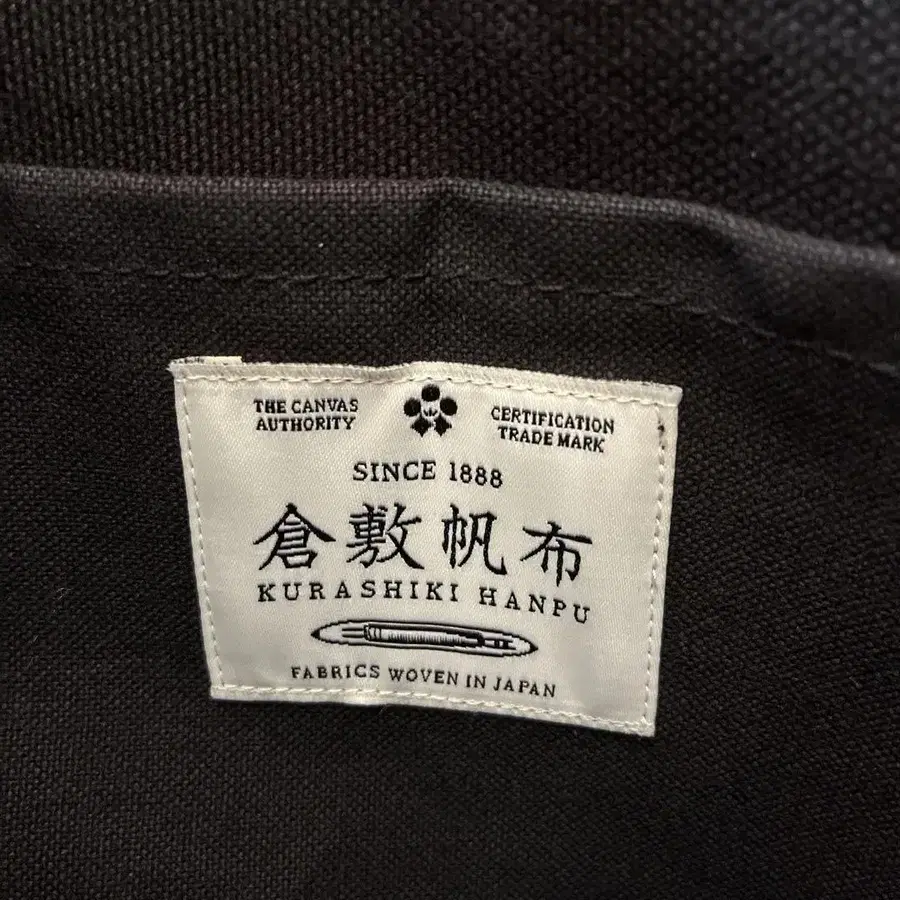 THE CANVAS
AUTHORITY
CERTIFICATION
TRADE MARK
SINCE 1888
倉敷帆布
KURASHIKI HANPU
FABRICS WOVEN IN JAPAN